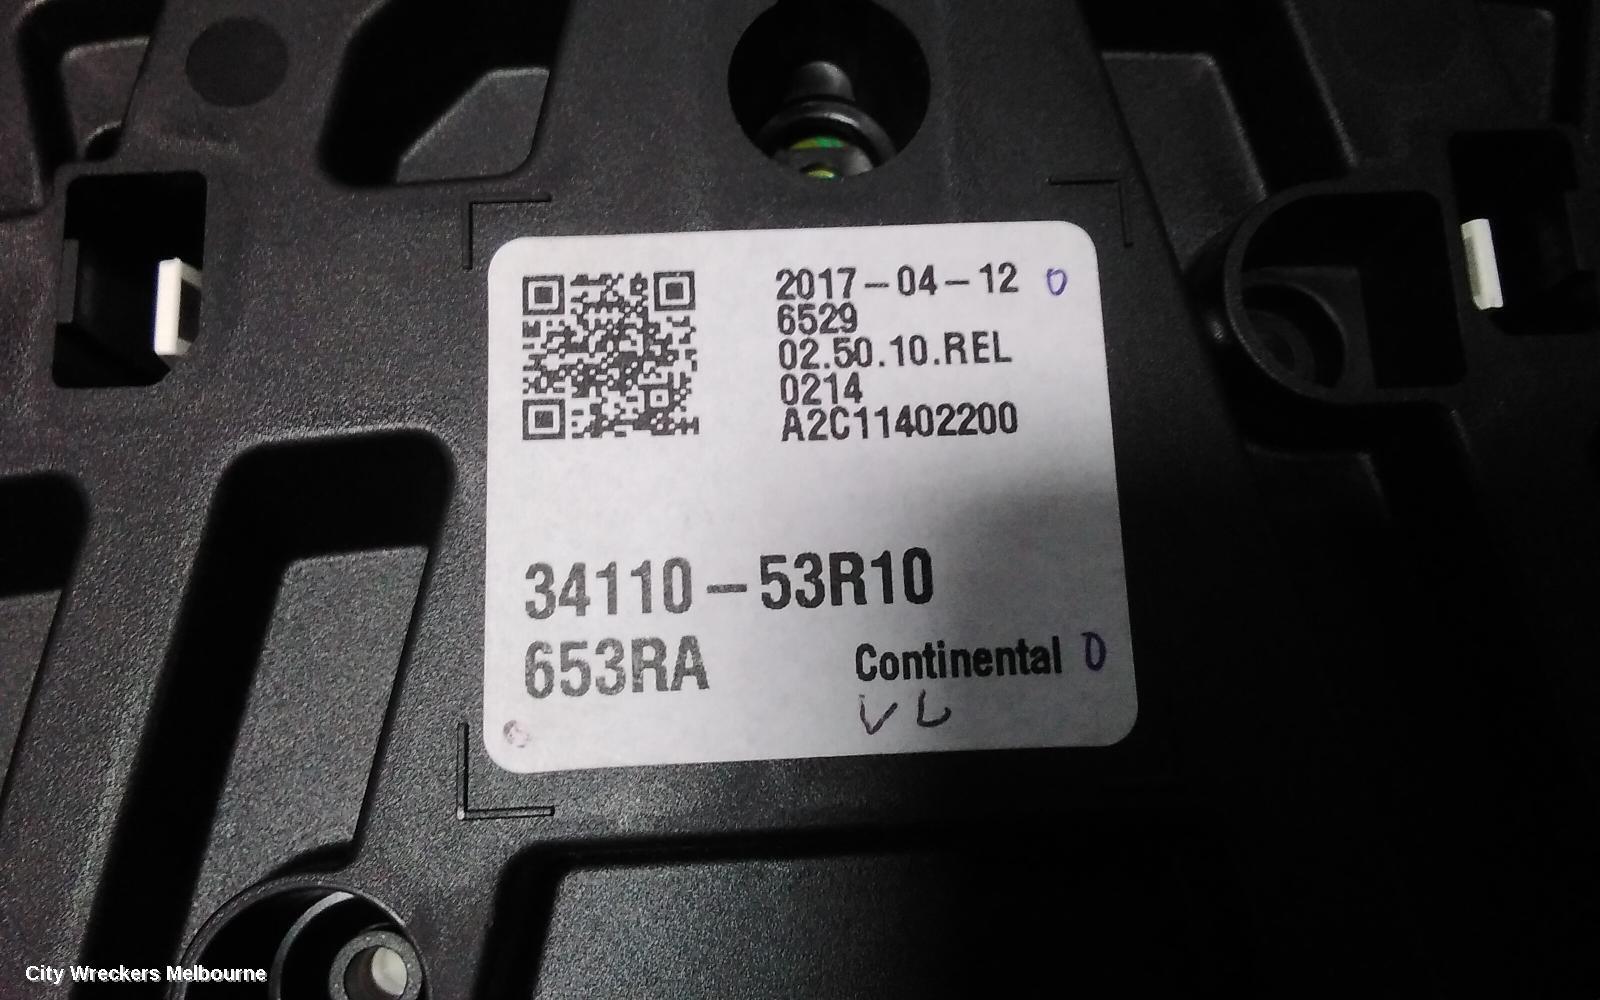 2017-04-12 0
6529
02.50.10.REL
0214
A2C11402200
34110-53R10
653RA
Continental 0
VL
City Wreckers Melbourne